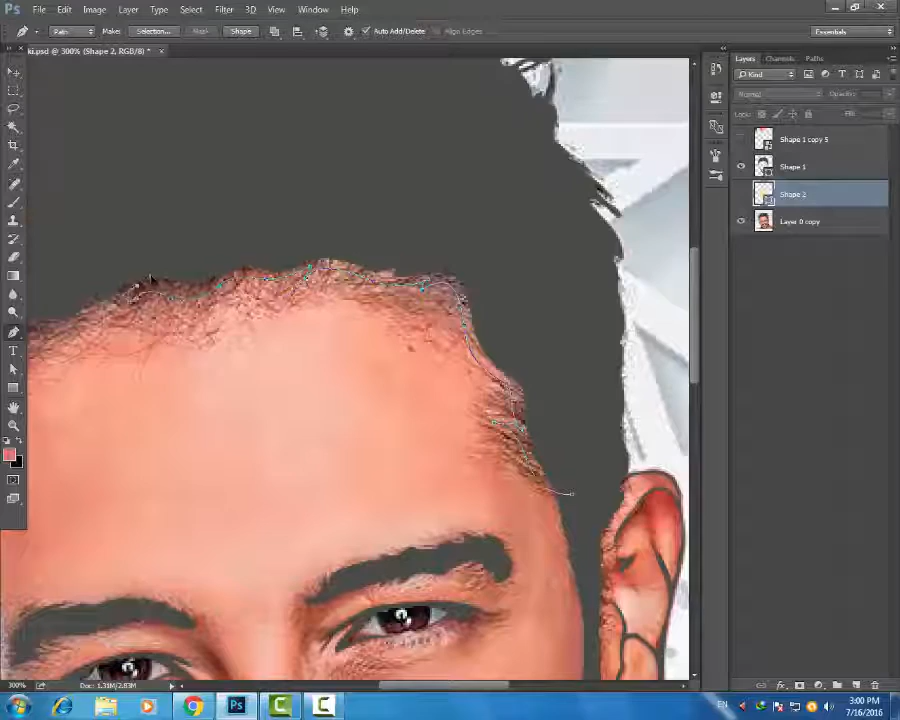 Ps File Edit Image Layer Type Select Filter 3D View Window Help
Path Make: Selection... Mask Shape Auto Add/Delete Align Edges Essentials
ki.psd @ 300% (Shape 2, RGB/8) * ×
Layers Channels Paths
Kind
Normal Opacity:
Lock: Fill:
Shape 1 copy 5
Shape 1
Shape 2
Layer 0 copy
300% Doc: 1.31M/2.83M
EN 3:00 PM
7/16/2016